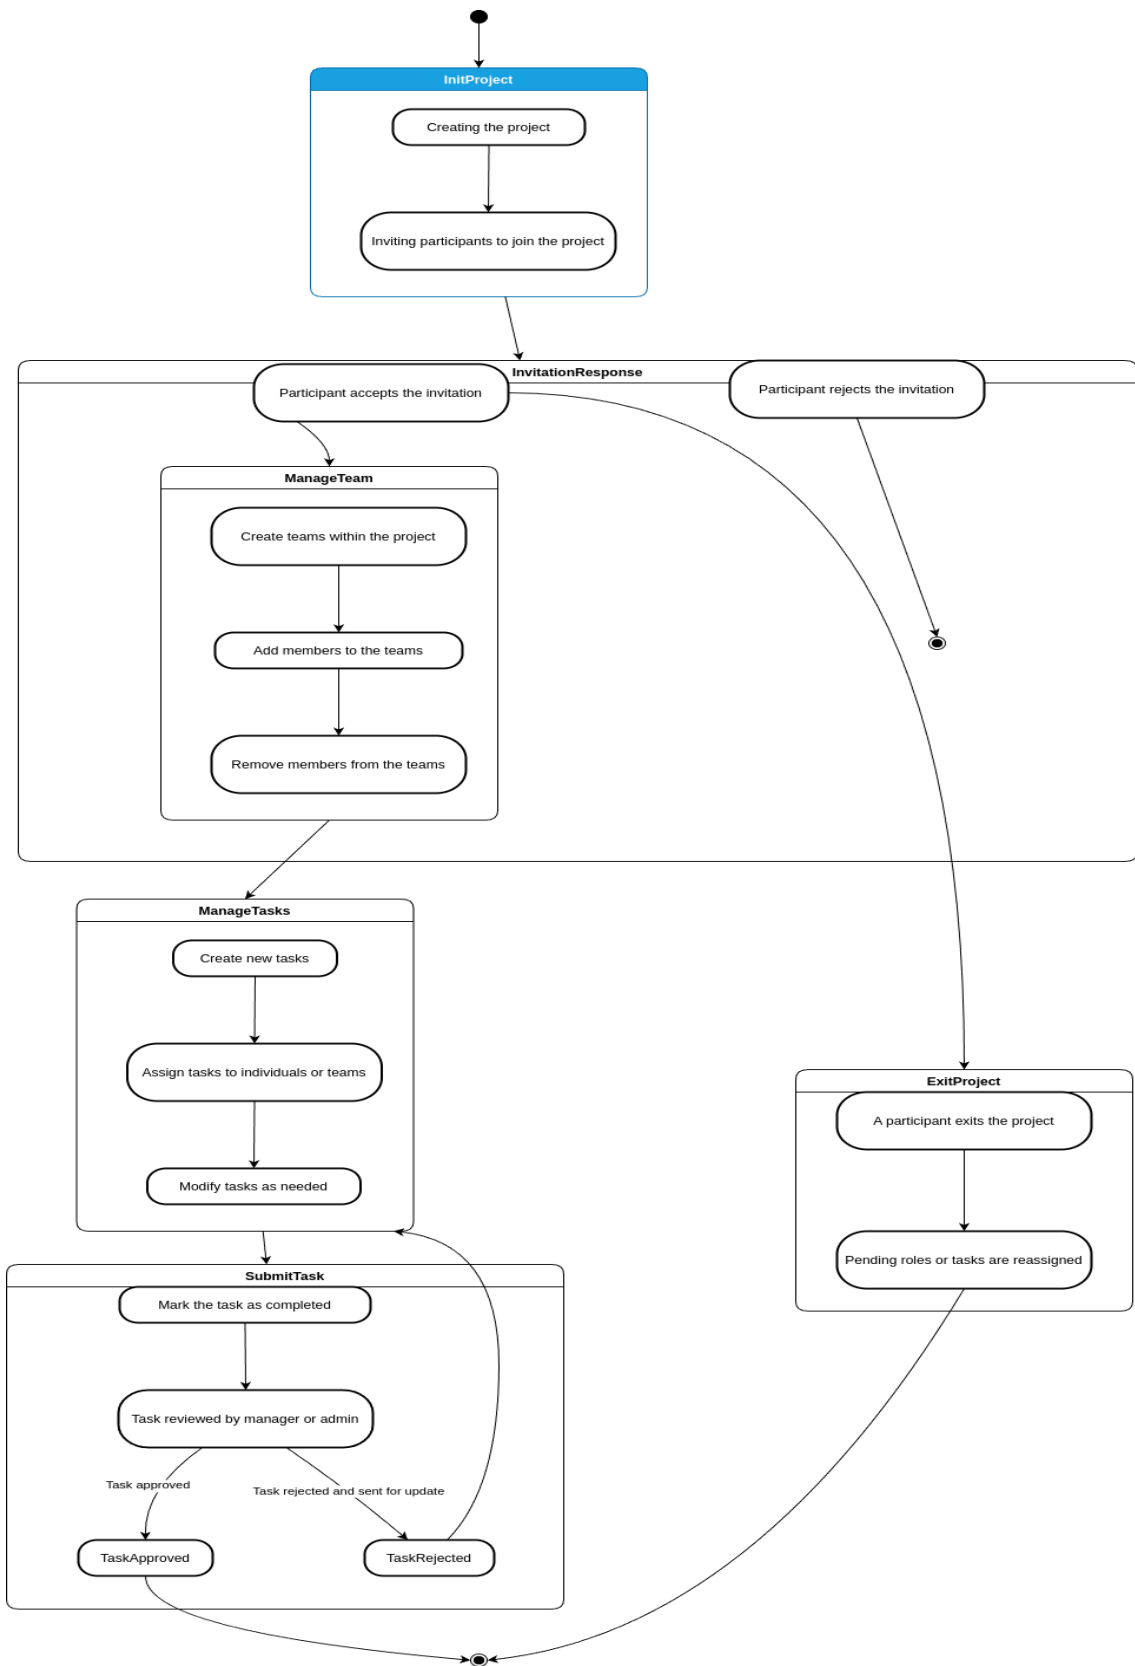 InitProject
Creating the project
Inviting participants to join the project
InvitationResponse
Participant accepts the invitation
Participant rejects the invitation
ManageTeam
Create teams within the project
Add members to the teams
Remove members from the teams
ManageTasks
Create new tasks
Assign tasks to individuals or teams
Modify tasks as needed
ExitProject
A participant exits the project
Pending roles or tasks are reassigned
SubmitTask
Mark the task as completed
Task reviewed by manager or admin
Task approved
Task rejected and sent for update
TaskApproved
TaskRejected